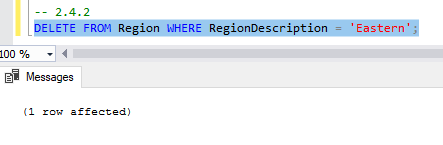 -- 2.4.2
DELETE FROM Region WHERE RegionDescription = 'Eastern';
100 %
Messages
(1 row affected)